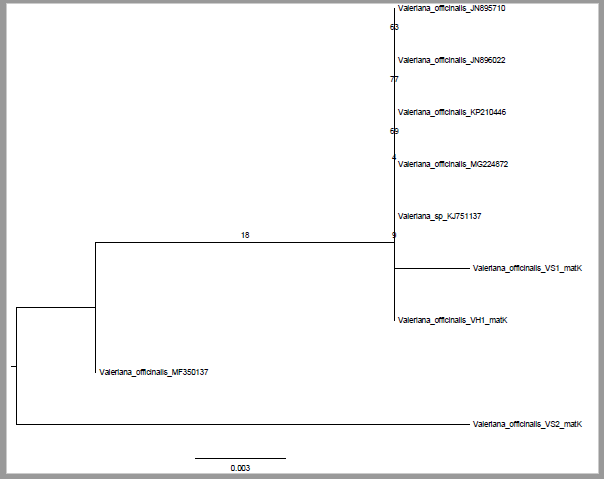 Valeriana_officinalis_JN895710
63
Valeriana_officinalis_JN896022
77
Valeriana_officinalis_KP210446
69
4
Valeriana_officinalis_MG224872
Valeriana_sp_KJ751137
18
9
Valeriana_officinalis_VS1_matK
Valeriana_officinalis_VH1_matK
Valeriana_officinalis_MF350137
Valeriana_officinalis_VS2_matK
0.003